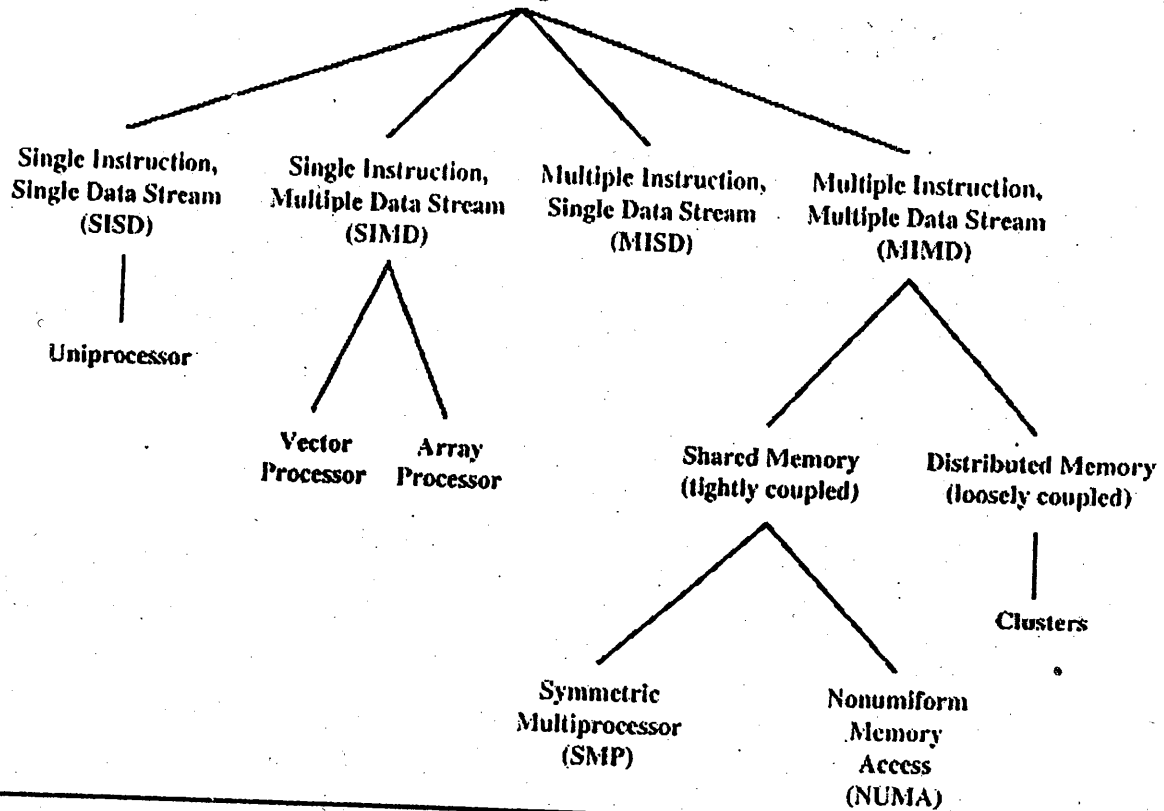 Single Instruction,
Single Data Stream
(SISD)
Single Instruction,
Multiple Data Stream
(SIMD)
Multiple Instruction,
Single Data Stream
(MISD)
Multiple Instruction,
Multiple Data Stream
(MIMD)
Uniprocessor
Vector
Processor
Array
Processor
Shared Memory
(tightly coupled)
Distributed Memory
(loosely coupled)
Clusters
Symmetric
Multiprocessor
(SMP)
Nonumiform
Memory
Access
(NUMA)